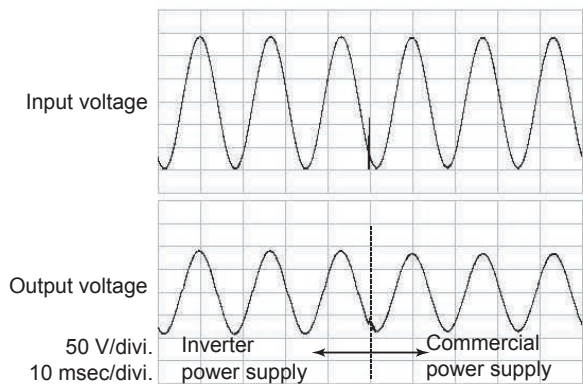 Input voltage
Output voltage
50 V/divi.
10 msec/divi.
Inverter
power supply
Commercial
power supply